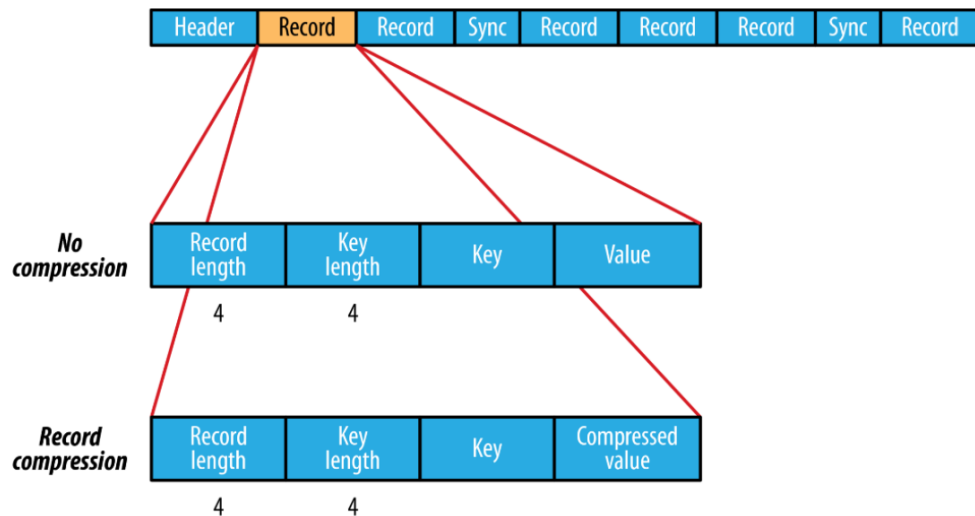 Header Record Record Sync Record Record Record Sync Record
No
compression
Record
length
Key
length
Key
Value
4 4
Record
compression
Record
length
Key
length
Key
Compressed
value
4 4